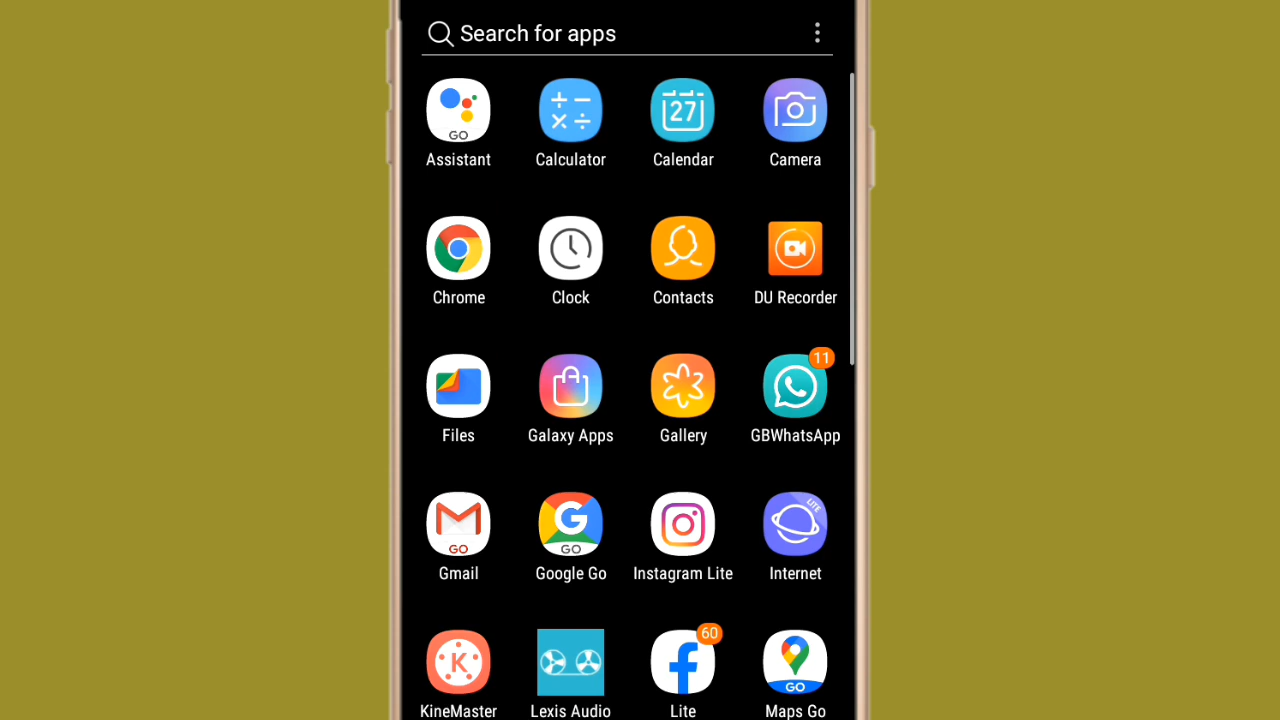 Search for apps
GO
27
Assistant
Calculator
Calendar
Camera
Chrome
Clock
Contacts
DU Recorder
11
Files
Galaxy Apps
Gallery
GBWhatsApp
GO
G
GO
LITE
Gmail
Google Go
Instagram Lite
Internet
60
K
f
GO
KineMaster
Lexis Audio
Lite
Maps Go